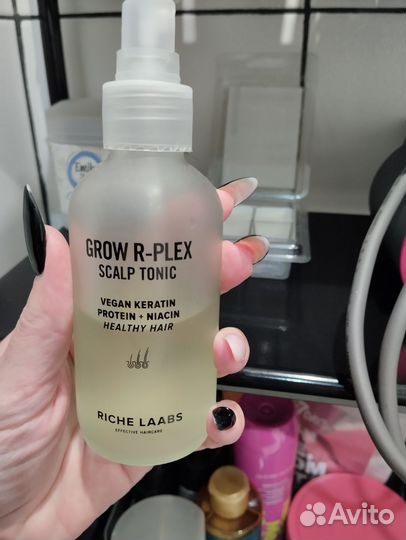 GROW R-PLEX
SCALP TONIC
VEGAN KERATIN
PROTEIN + NIACIN
HEALTHY HAIR
RICHE LAABS
EFFECTIVE HAIRCARE
Avito